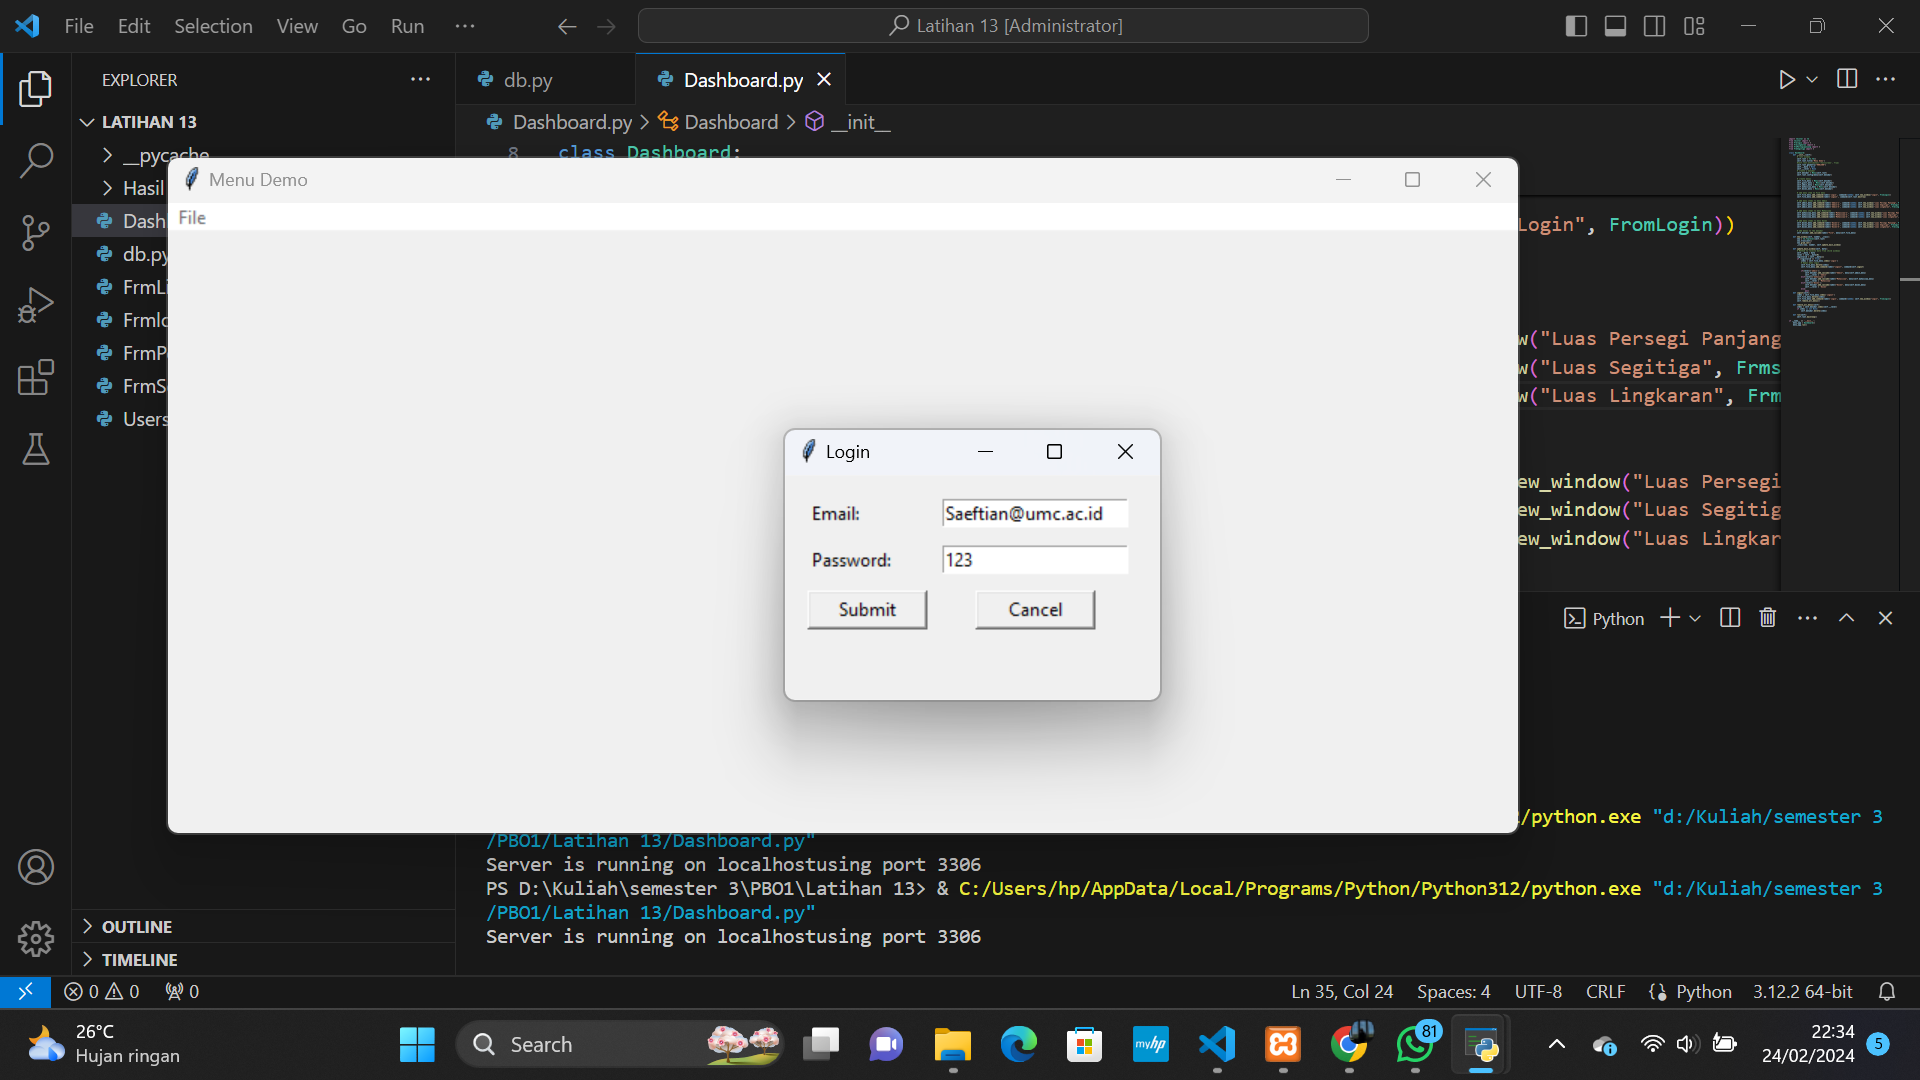 File Edit Selection View Go Run ···
Latihan 13 [Administrator]
EXPLORER
db.py
Dashboard.py
LATIHAN 13
Dashboard.py > Dashboard > __init__
__pycache__
8 class Dashboard:
Hasil
Menu Demo
Dash
File
Login", FromLogin))
db.py
FrmLi
Frmlo
FrmP
w("Luas Persegi Panjang
w("Luas Segitiga", Frms
FrmS
w("Luas Lingkaran", Frm
Users
Login
ew_window("Luas Persegi
Email: Saeftian@umc.ac.id
ew_window("Luas Segitig
ew_window("Luas Lingkar
Password: 123
Submit Cancel
Python
/python.exe "d:/Kuliah/semester 3
/PBO1/Latihan 13/Dashboard.py"
Server is running on localhostusing port 3306
PS D:\Kuliah\semester 3\PBO1\Latihan 13> & C:/Users/hp/AppData/Local/Programs/Python/Python312/python.exe "d:/Kuliah/semester 3
/PBO1/Latihan 13/Dashboard.py"
Server is running on localhostusing port 3306
OUTLINE
TIMELINE
0 0 0
Ln 35, Col 24 Spaces: 4 UTF-8 CRLF Python 3.12.2 64-bit
26°C
Hujan ringan
Search
myhp
81
22:34
24/02/2024
5